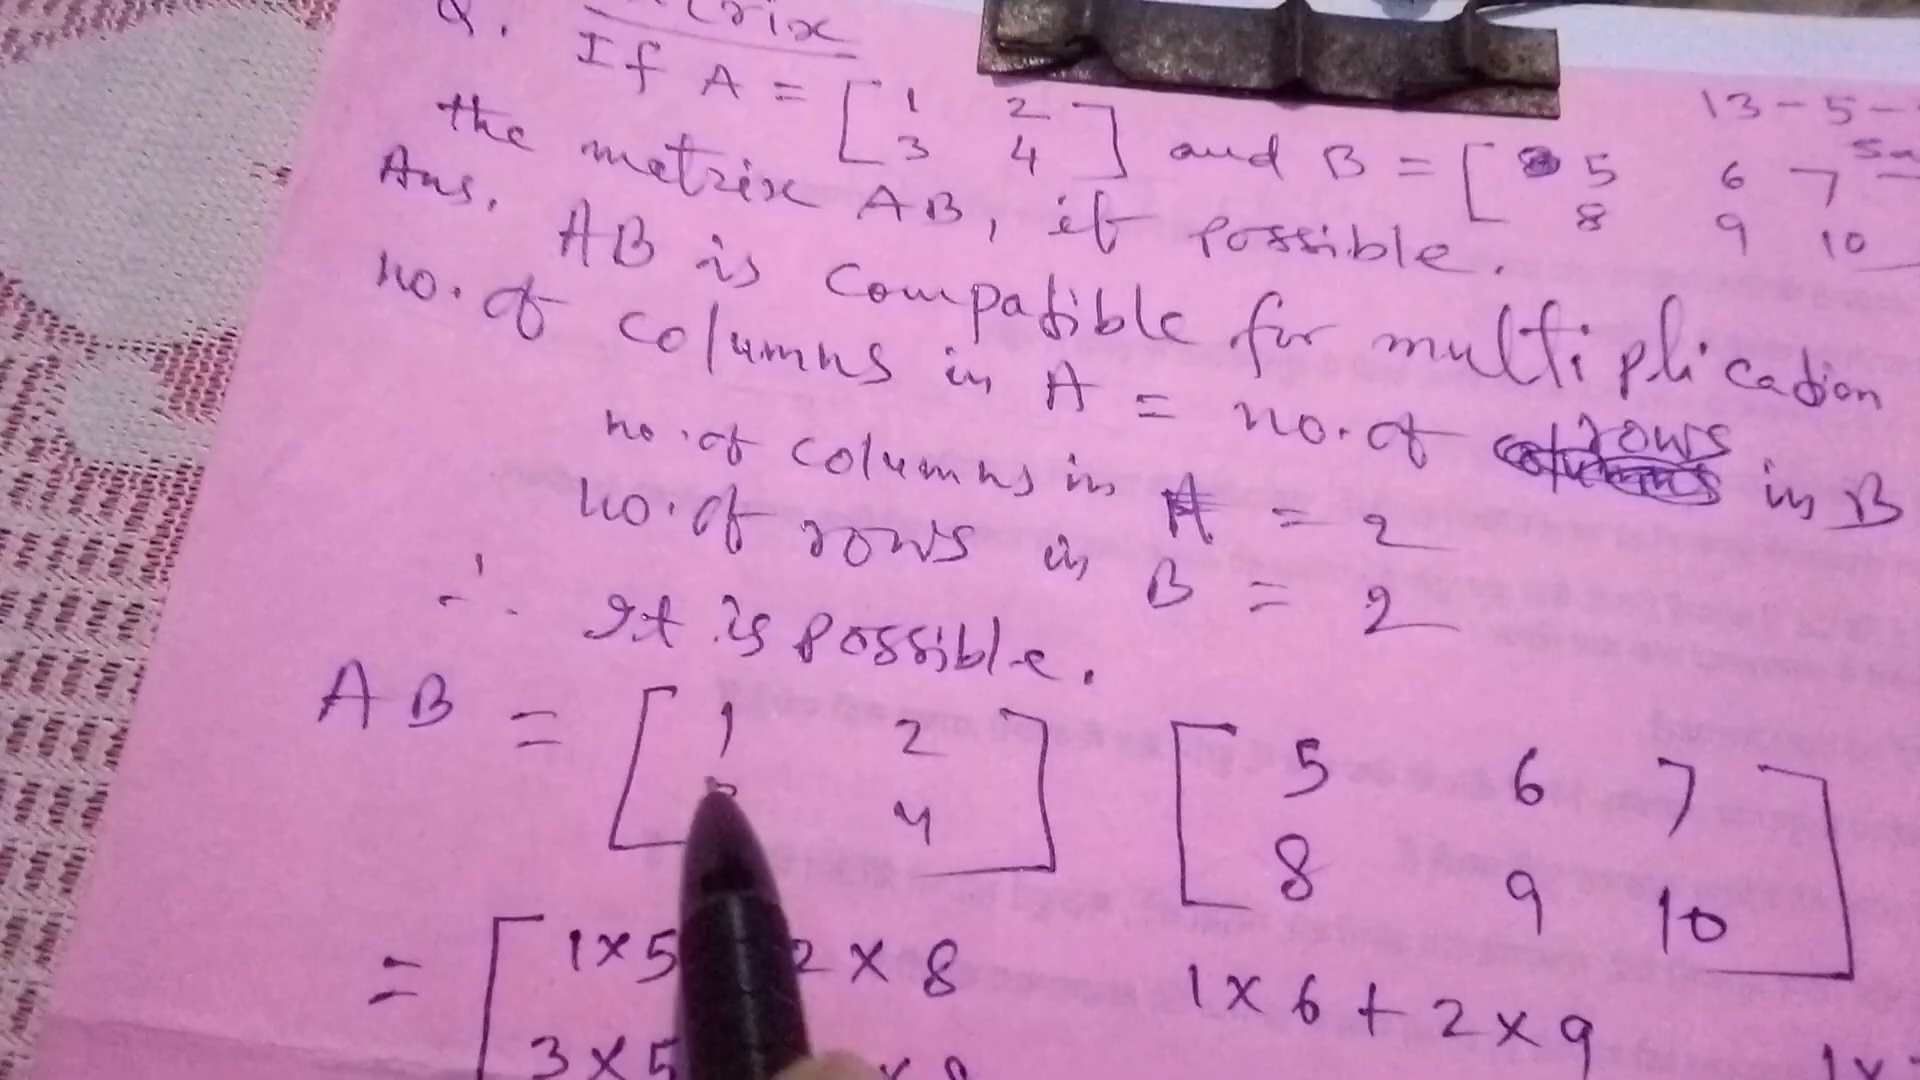 Q.
If A = [ 1 2 and B = [ 5 6 7
3 4 ] 8 9 10
13 - 5 -
the metrix AB, if possible.
Ans. AB is compatible for multiplication
no. of columns in A = no. of rows in B
no. of columns in A = 2
no. of rows in B = 2
∴ It is possible.
AB = [ 1 2 ] [ 5 6 7 ]
4 8 9 10
= [ 1 x 5 2 x 8 1 x 6 + 2 x 9
3 x 5